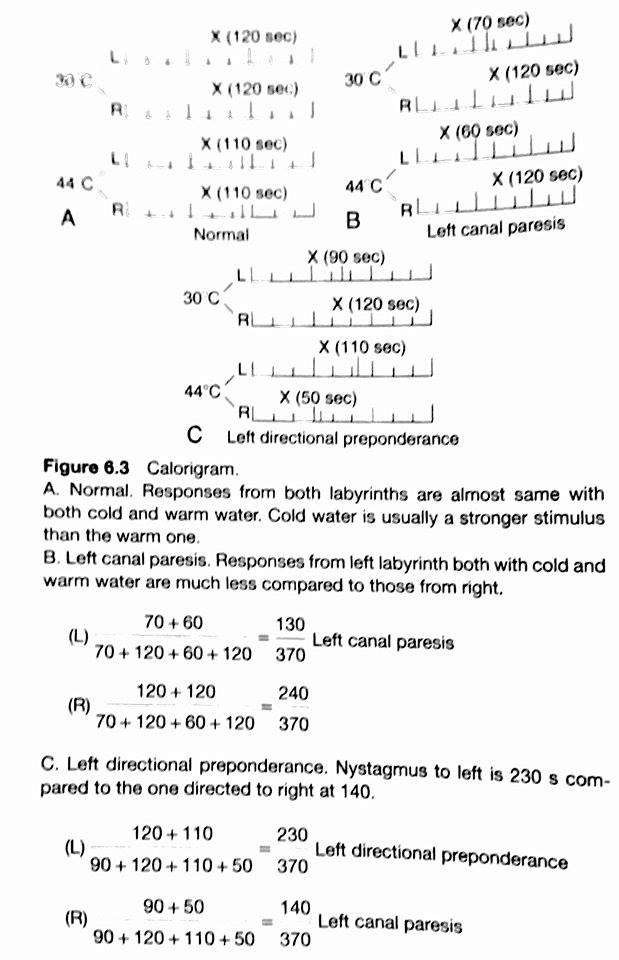 X (120 sec)
L
30 C
X (120 sec)
R
X (110 sec)
L
44 C
X (110 sec)
R
A
Normal
X (70 sec)
L
30 C
X (120 sec)
R
X (60 sec)
L
44 C
X (120 sec)
R
B
Left canal paresis
X (90 sec)
L
30 C
X (120 sec)
R
X (110 sec)
L
44°C
X (50 sec)
R
C Left directional preponderance
Figure 6.3 Calorigram.
A. Normal. Responses from both labyrinths are almost same with
both cold and warm water. Cold water is usually a stronger stimulus
than the warm one.
B. Left canal paresis. Responses from left labyrinth both with cold and
warm water are much less compared to those from right.
70 + 60 130
(L) = Left canal paresis
70 + 120 + 60 + 120 370
120 + 120 240
(R) =
70 + 120 + 60 + 120 370
C. Left directional preponderance. Nystagmus to left is 230 s com-
pared to the one directed to right at 140.
120 + 110 230
(L) = Left directional preponderance
90 + 120 + 110 + 50 370
90 + 50 140
(R) = Left canal paresis
90 + 120 + 110 + 50 370